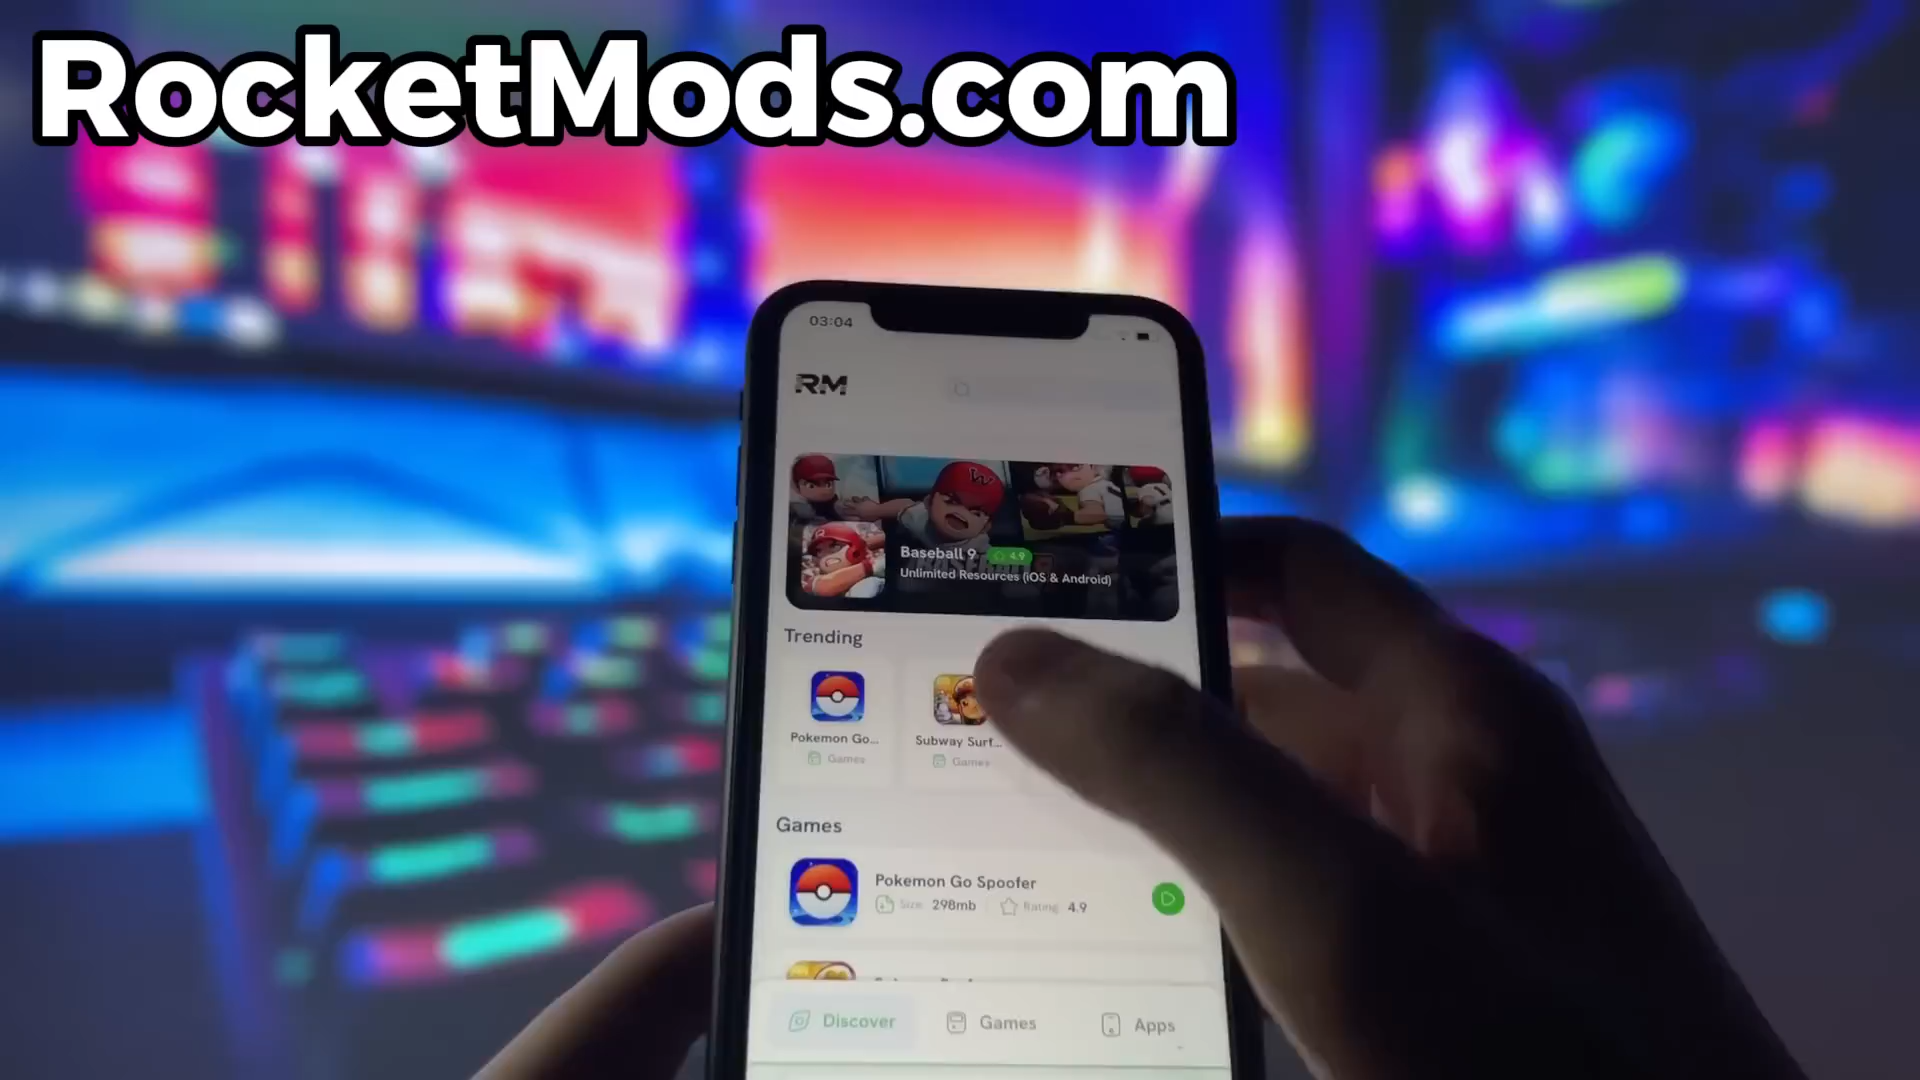 RocketMods.com
03:04
RM
Baseball 9 4.9
Unlimited Resources (iOS & Android)
Trending
Pokemon Go...
Subway Surf...
Games
Games
Games
Pokemon Go Spoofer
Size 298mb Rating 4.9
Discover
Games
Apps